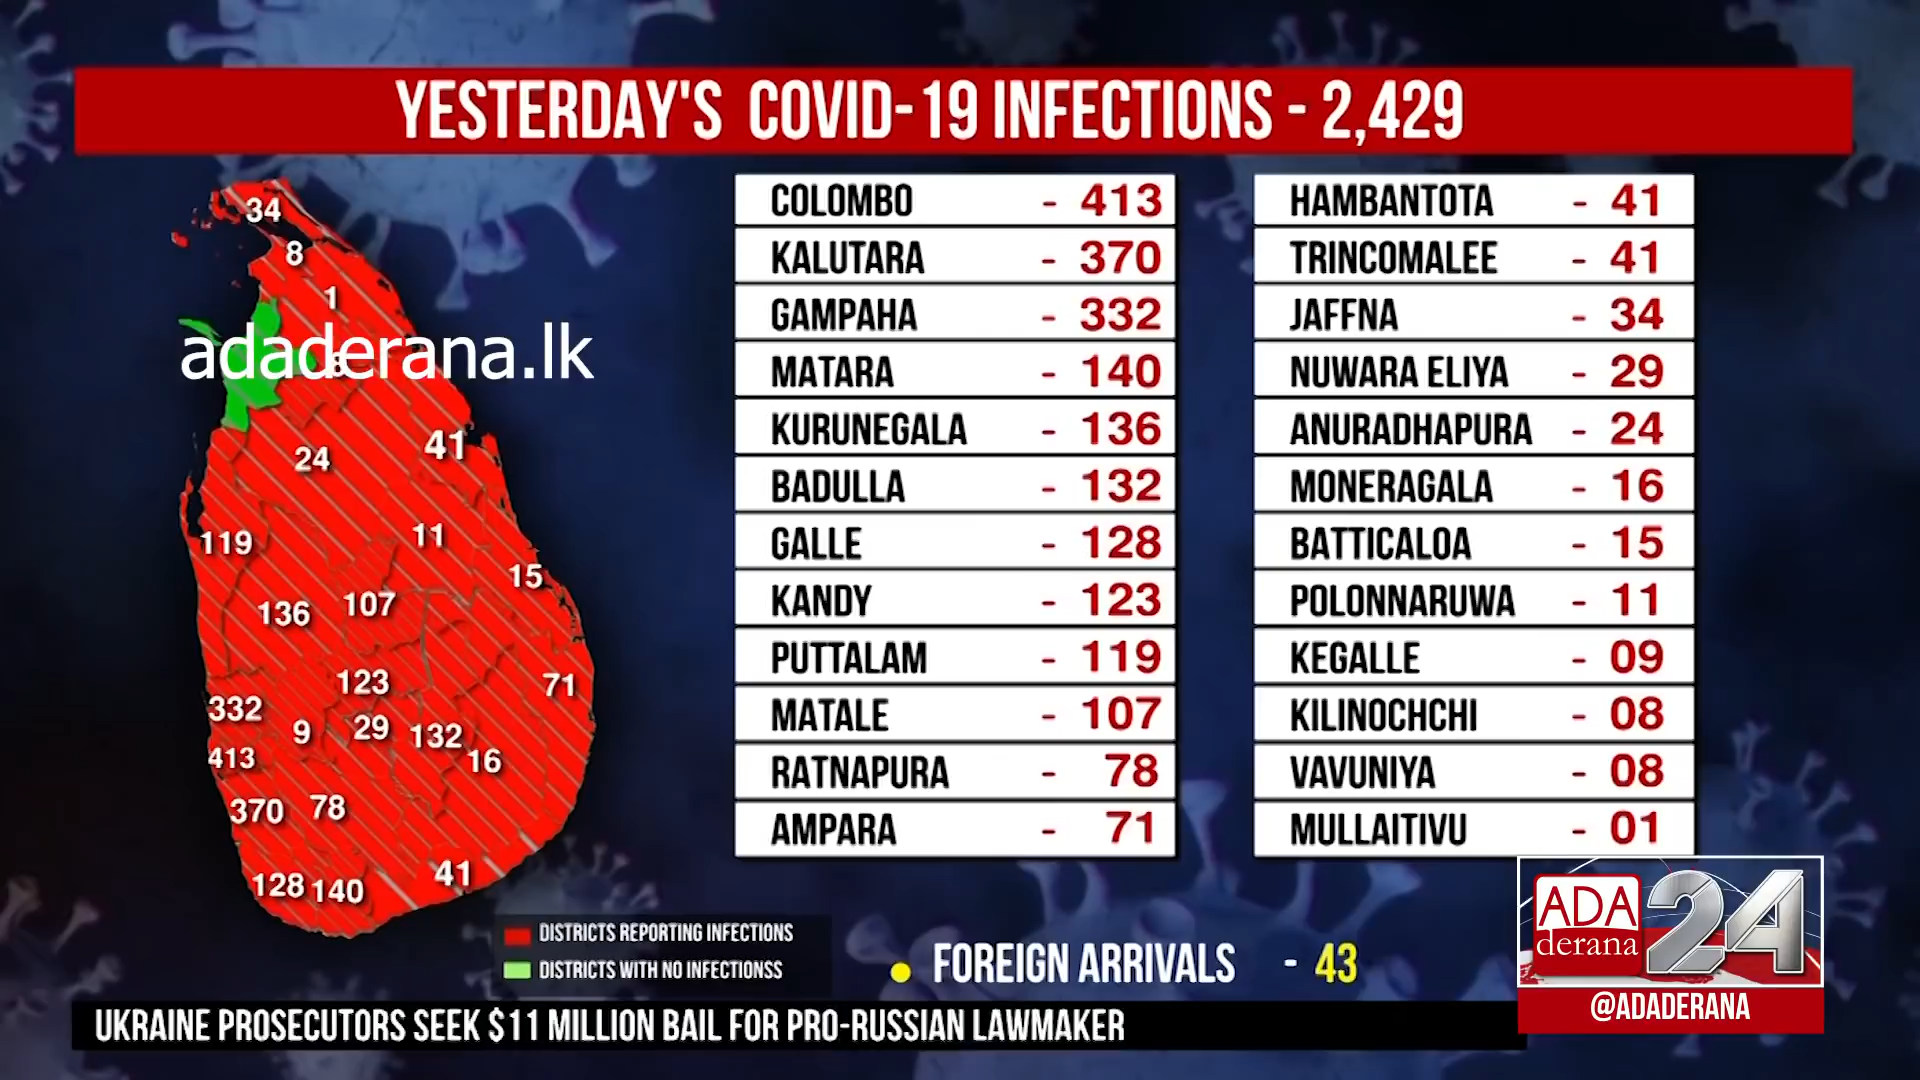 YESTERDAY'S COVID-19 INFECTIONS - 2,429
34
8
1
adaderana.lk
24
41
119
11
15
136
107
123
71
332
9
29
132
413
16
370
78
128
140
41
COLOMBO - 413
KALUTARA - 370
GAMPAHA - 332
MATARA - 140
KURUNEGALA - 136
BADULLA - 132
GALLE - 128
KANDY - 123
PUTTALAM - 119
MATALE - 107
RATNAPURA - 78
AMPARA - 71
HAMBANTOTA - 41
TRINCOMALEE - 41
JAFFNA - 34
NUWARA ELIYA - 29
ANURADHAPURA - 24
MONERAGALA - 16
BATTICALOA - 15
POLONNARUWA - 11
KEGALLE - 09
KILINOCHCHI - 08
VAVUNIYA - 08
MULLAITIVU - 01
DISTRICTS REPORTING INFECTIONS
DISTRICTS WITH NO INFECTIONSS
FOREIGN ARRIVALS - 43
ADA
derana
24
@ADADERANA
UKRAINE PROSECUTORS SEEK $11 MILLION BAIL FOR PRO-RUSSIAN LAWMAKER